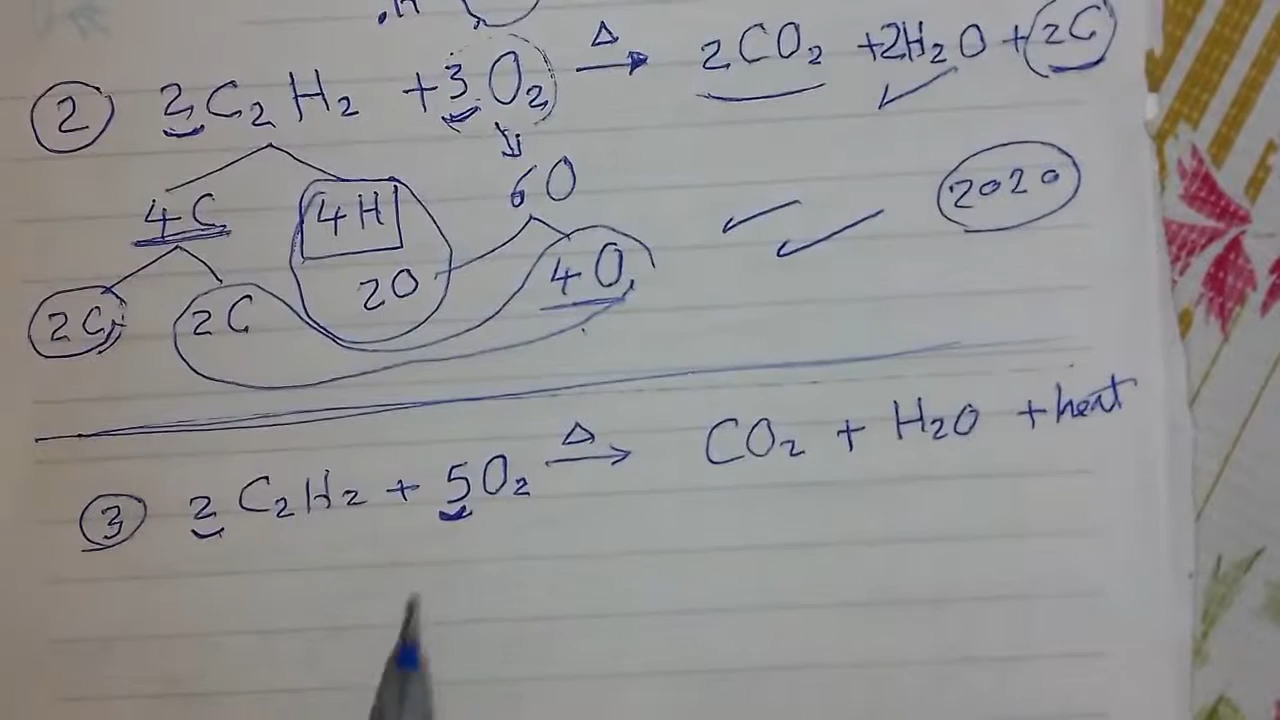 .H
② 2C₂H₂ + 3O₂ Δ→ 2CO₂ + 2H₂O + 2C
4C 4H 6O 2020
2C 2C 2O 4O
③ 2C₂H₂ + 5O₂ Δ→ CO₂ + H₂O + heat